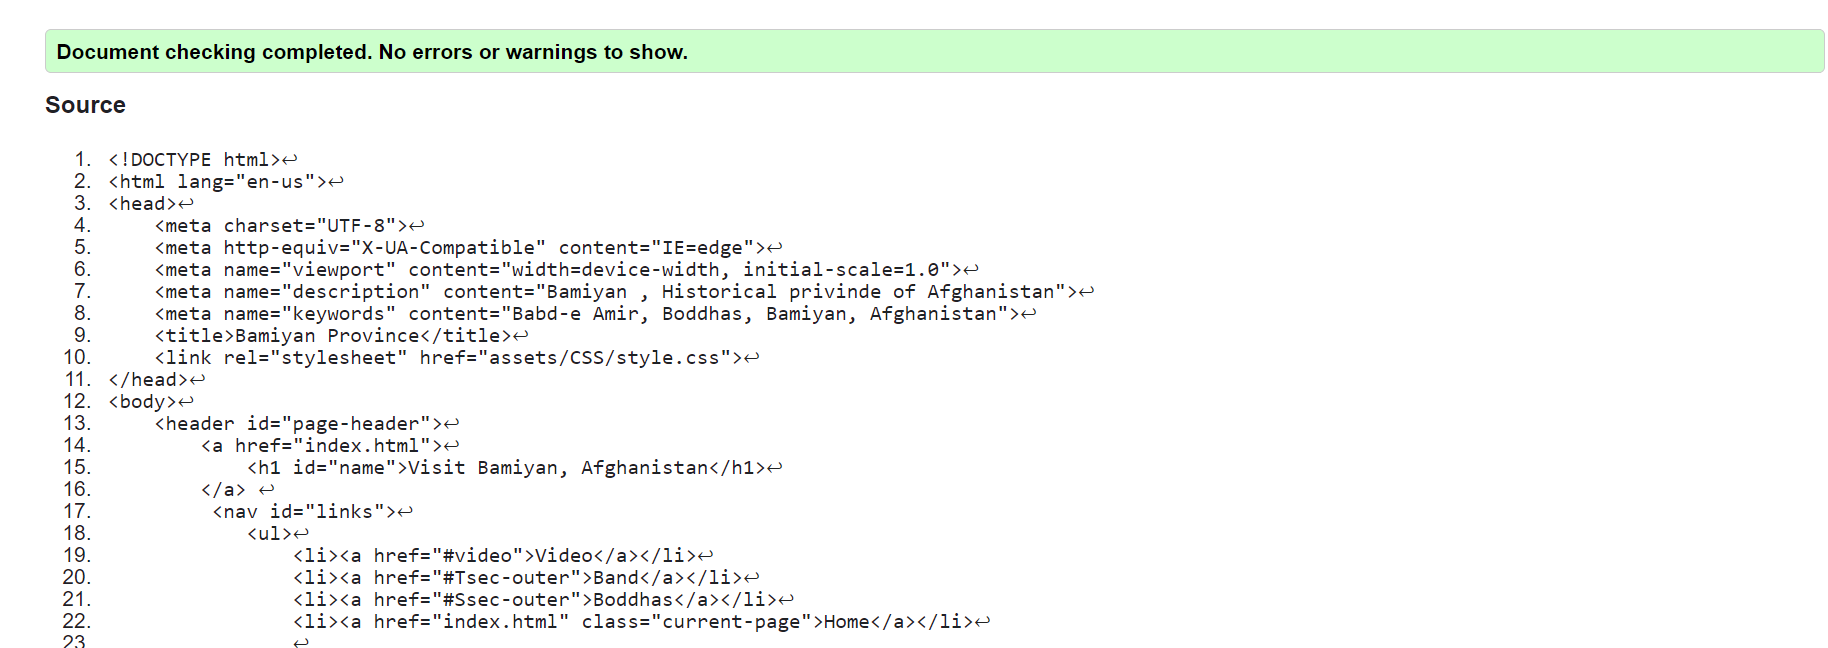 Document checking completed. No errors or warnings to show.
Source
1. <!DOCTYPE html>↩
2. <html lang="en-us">↩
3. <head>↩
4.     <meta charset="UTF-8">↩
5.     <meta http-equiv="X-UA-Compatible" content="IE=edge">↩
6.     <meta name="viewport" content="width=device-width, initial-scale=1.0">↩
7.     <meta name="description" content="Bamiyan , Historical privinde of Afghanistan">↩
8.     <meta name="keywords" content="Babd-e Amir, Boddhas, Bamiyan, Afghanistan">↩
9.     <title>Bamiyan Province</title>↩
10.     <link rel="stylesheet" href="assets/CSS/style.css">↩
11. </head>↩
12. <body>↩
13.     <header id="page-header">↩
14.         <a href="index.html">↩
15.             <h1 id="name">Visit Bamiyan, Afghanistan</h1>↩
16.         </a> ↩
17.          <nav id="links">↩
18.             <ul>↩
19.                 <li><a href="#video">Video</a></li>↩
20.                 <li><a href="#Tsec-outer">Band</a></li>↩
21.                 <li><a href="#Ssec-outer">Boddhas</a></li>↩
22.                 <li><a href="index.html" class="current-page">Home</a></li>↩
23.                 ↩